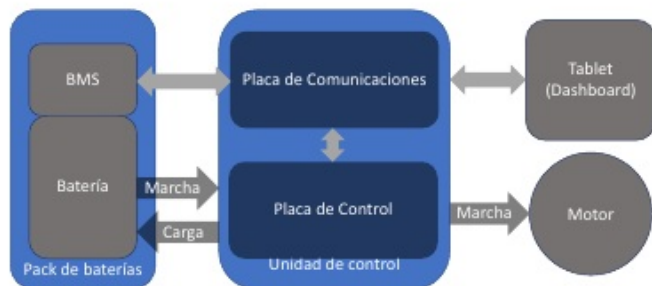 BMS
Placa de Comunicaciones
Tablet
(Dashboard)
Batería
Marcha
Carga
Placa de Control
Marcha
Motor
Pack de baterías
Unidad de control